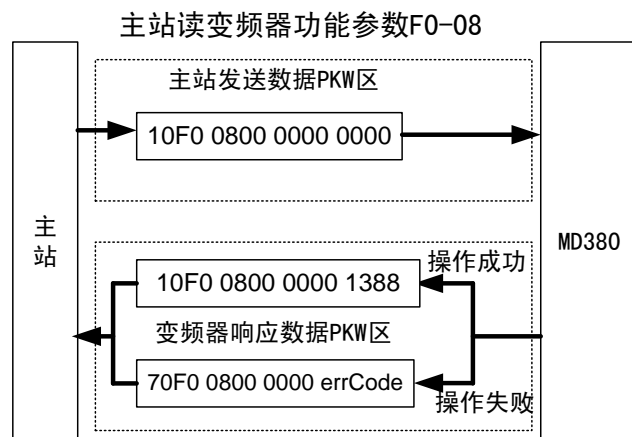 主站读变频器功能参数F0-08
主站发送数据PKW区
10F0 0800 0000 0000
主站
MD380
操作成功
10F0 0800 0000 1388
变频器响应数据PKW区
70F0 0800 0000 errCode
操作失败